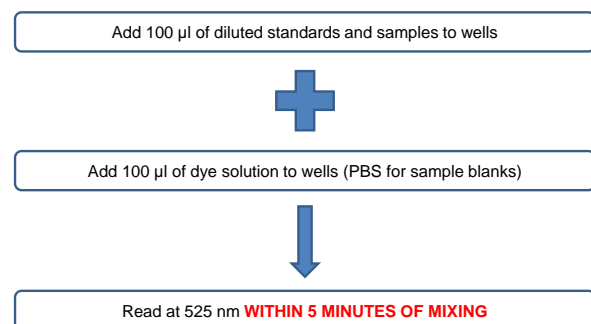 Add 100 µl of diluted standards and samples to wells
Add 100 µl of dye solution to wells (PBS for sample blanks)
Read at 525 nm WITHIN 5 MINUTES OF MIXING